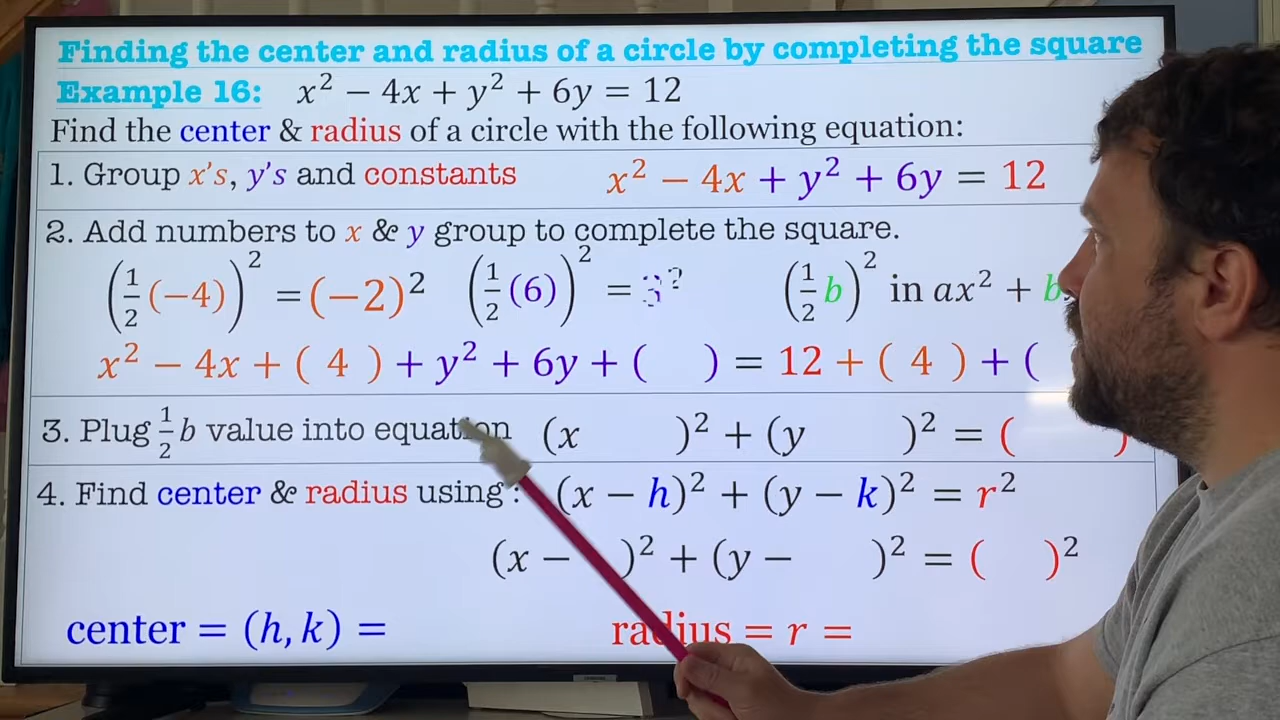 Finding the center and radius of a circle by completing the square
Example 16: x² − 4x + y² + 6y = 12
Find the center & radius of a circle with the following equation:
1. Group x's, y's and constants x² − 4x + y² + 6y = 12
2. Add numbers to x & y group to complete the square.
(1/2 (−4))² = (−2)² (1/2 (6))² = (1/2 b)² in ax² + b
x² − 4x + ( 4 ) + y² + 6y + ( ) = 12 + ( 4 ) + (
3. Plug 1/2 b value into equation (x )² + (y )² = ( )
4. Find center & radius using : (x − h)² + (y − k)² = r²
(x − )² + (y − )² = ( )²
center = (h, k) = radius = r =